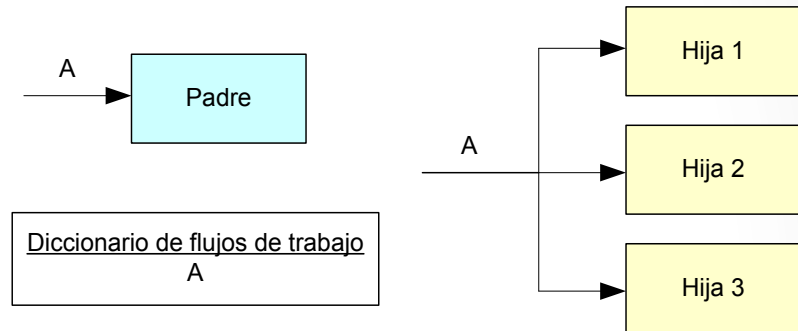 A
Padre
Diccionario de flujos de trabajo
A
A
Hija 1
Hija 2
Hija 3